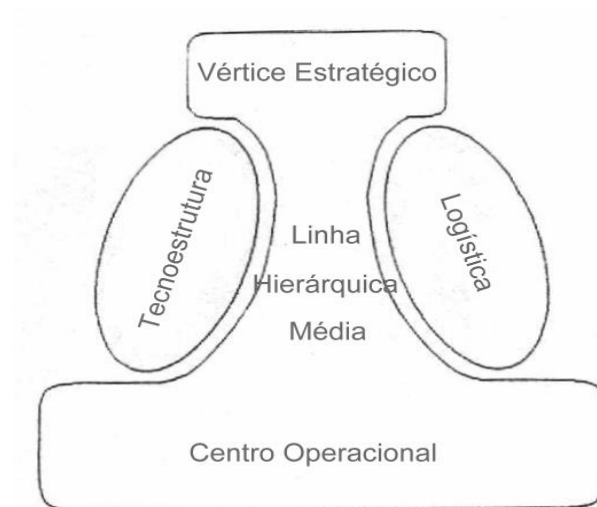 Vértice Estratégico
Tecnoestrutura
Logística
Linha
Hierárquica
Média
Centro Operacional